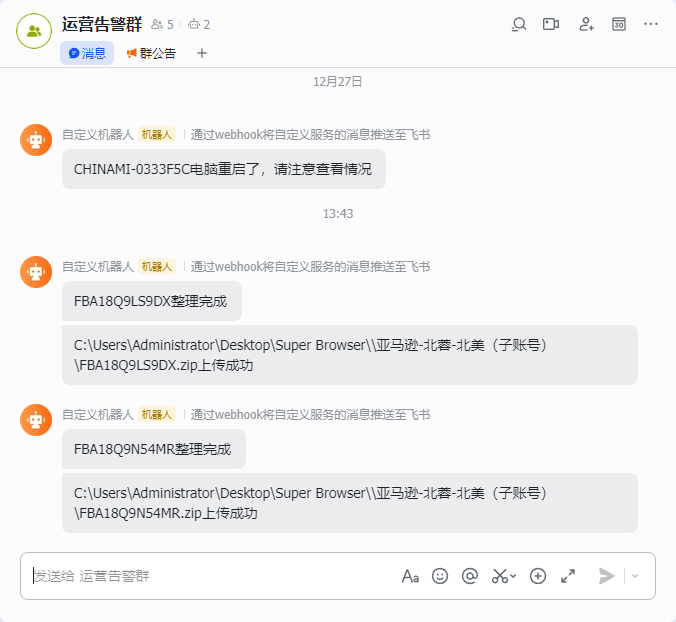 运营告警群 5 2
消息 群公告
12月27日
自定义机器人 机器人 通过webhook将自定义服务的消息推送至飞书
CHINAMI-0333F5C电脑重启了，请注意查看情况
13:43
自定义机器人 机器人 通过webhook将自定义服务的消息推送至飞书
FBA18Q9LS9DX整理完成
C:\Users\Administrator\Desktop\Super Browser\\亚马逊-北蓉-北美（子账号）
\FBA18Q9LS9DX.zip上传成功
自定义机器人 机器人 通过webhook将自定义服务的消息推送至飞书
FBA18Q9N54MR整理完成
C:\Users\Administrator\Desktop\Super Browser\\亚马逊-北蓉-北美（子账号）
\FBA18Q9N54MR.zip上传成功
发送给 运营告警群 Aa